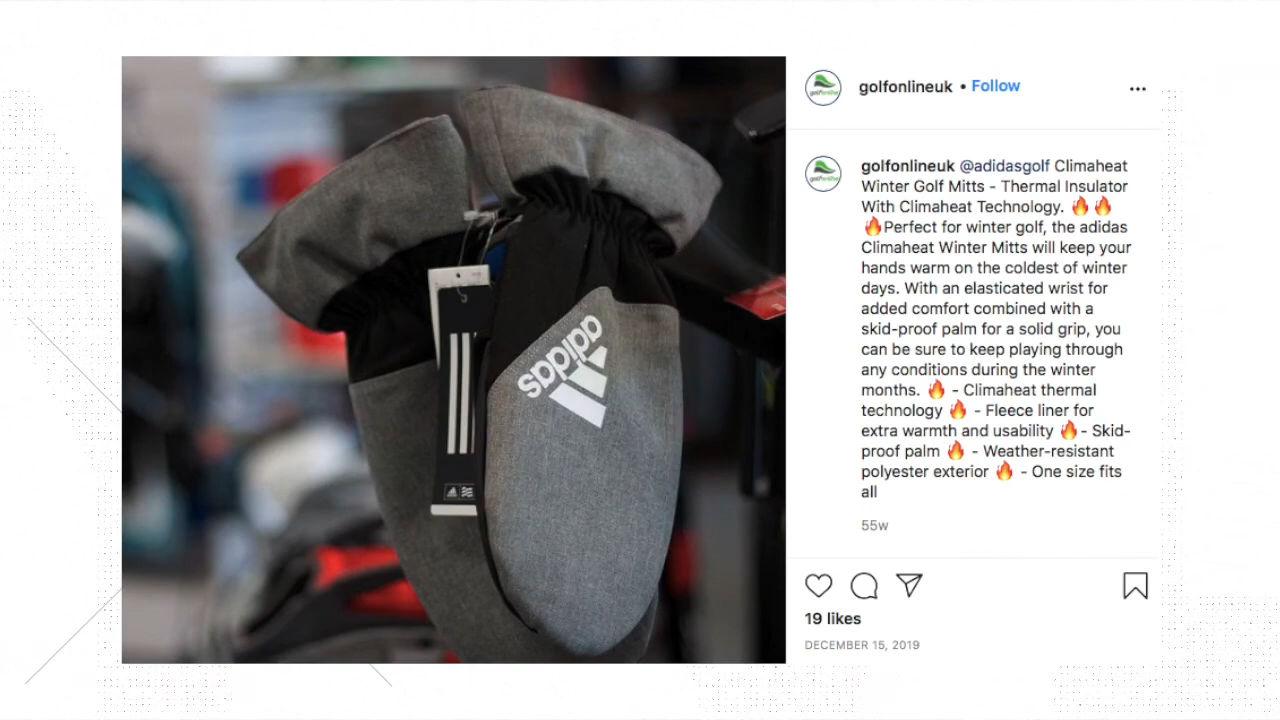 adidas
golfonlineuk • Follow
golfonlineuk @adidasgolf Climaheat
Winter Golf Mitts - Thermal Insulator
With Climaheat Technology. 🔥🔥
🔥Perfect for winter golf, the adidas
Climaheat Winter Mitts will keep your
hands warm on the coldest of winter
days. With an elasticated wrist for
added comfort combined with a
skid-proof palm for a solid grip, you
can be sure to keep playing through
any conditions during the winter
months. 🔥 - Climaheat thermal
technology 🔥 - Fleece liner for
extra warmth and usability 🔥- Skid-
proof palm 🔥 - Weather-resistant
polyester exterior 🔥 - One size fits
all
55w
19 likes
DECEMBER 15, 2019